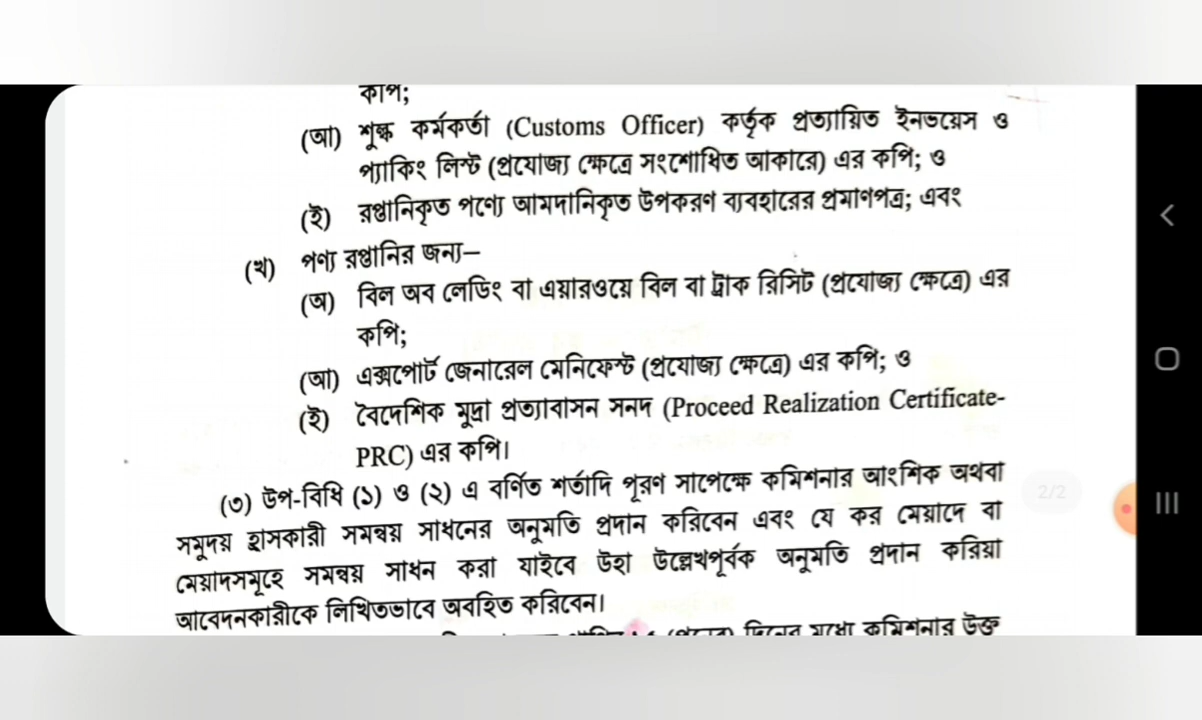 কপি;
(আ) শুল্ক কর্মকর্তা (Customs Officer) কর্তৃক প্রত্যায়িত ইনভয়েস ও
প্যাকিং লিস্ট (প্রযোজ্য ক্ষেত্রে সংশোধিত আকারে) এর কপি; ও
(ই) রপ্তানিকৃত পণ্যে আমদানিকৃত উপকরণ ব্যবহারের প্রমাণপত্র; এবং
(খ) পণ্য রপ্তানির জন্য—
(অ) বিল অব লেডিং বা এয়ারওয়ে বিল বা ট্রাক রিসিট (প্রযোজ্য ক্ষেত্রে) এর
কপি;
(আ) এক্সপোর্ট জেনারেল মেনিফেস্ট (প্রযোজ্য ক্ষেত্রে) এর কপি; ও
(ই) বৈদেশিক মুদ্রা প্রত্যাবাসন সনদ (Proceed Realization Certificate-
PRC) এর কপি।
(৩) উপ-বিধি (১) ও (২) এ বর্ণিত শর্তাদি পূরণ সাপেক্ষে কমিশনার আংশিক অথবা
2/2
সমুদয় হ্রাসকারী সমন্বয় সাধনের অনুমতি প্রদান করিবেন এবং যে কর মেয়াদে বা
মেয়াদসমূহে সমন্বয় সাধন করা যাইবে উহা উল্লেখপূর্বক অনুমতি প্রদান করিয়া
আবেদনকারীকে লিখিতভাবে অবহিত করিবেন।
(পনের) দিনের মধ্যে কমিশনার উক্ত